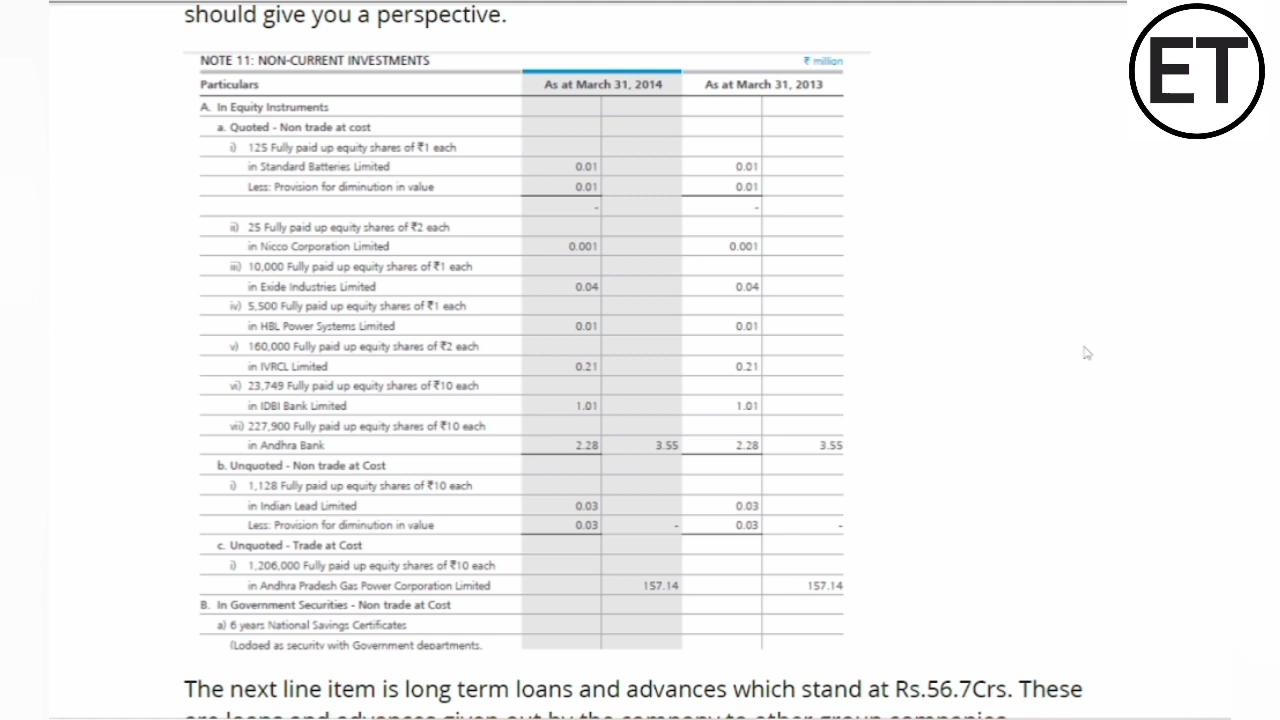 should give you a perspective.
ET
NOTE 11: NON-CURRENT INVESTMENTS ₹ million
Particulars As at March 31, 2014 As at March 31, 2013
A. In Equity Instruments
a. Quoted - Non trade at cost
i) 125 Fully paid up equity shares of ₹1 each
in Standard Batteries Limited 0.01 0.01
Less: Provision for diminution in value 0.01 0.01
- -
ii) 25 Fully paid up equity shares of ₹2 each
in Nicco Corporation Limited 0.001 0.001
iii) 10,000 Fully paid up equity shares of ₹1 each
in Exide Industries Limited 0.04 0.04
iv) 5,500 Fully paid up equity shares of ₹1 each
in HBL Power Systems Limited 0.01 0.01
v) 160,000 Fully paid up equity shares of ₹2 each
in IVRCL Limited 0.21 0.21
vi) 23,749 Fully paid up equity shares of ₹10 each
in IDBI Bank Limited 1.01 1.01
vii) 227,900 Fully paid up equity shares of ₹10 each
in Andhra Bank 2.28 3.55 2.28 3.55
b. Unquoted - Non trade at Cost
i) 1,128 Fully paid up equity shares of ₹10 each
in Indian Lead Limited 0.03 0.03
Less: Provision for diminution in value 0.03 - 0.03 -
c. Unquoted - Trade at Cost
i) 1,206,000 Fully paid up equity shares of ₹10 each
in Andhra Pradesh Gas Power Corporation Limited 157.14 157.14
B. In Government Securities - Non trade at Cost
a) 6 years National Savings Certificates
(Lodged as security with Government departments.
The next line item is long term loans and advances which stand at Rs.56.7Crs. These
are loans and advances given out by the company to other group companies